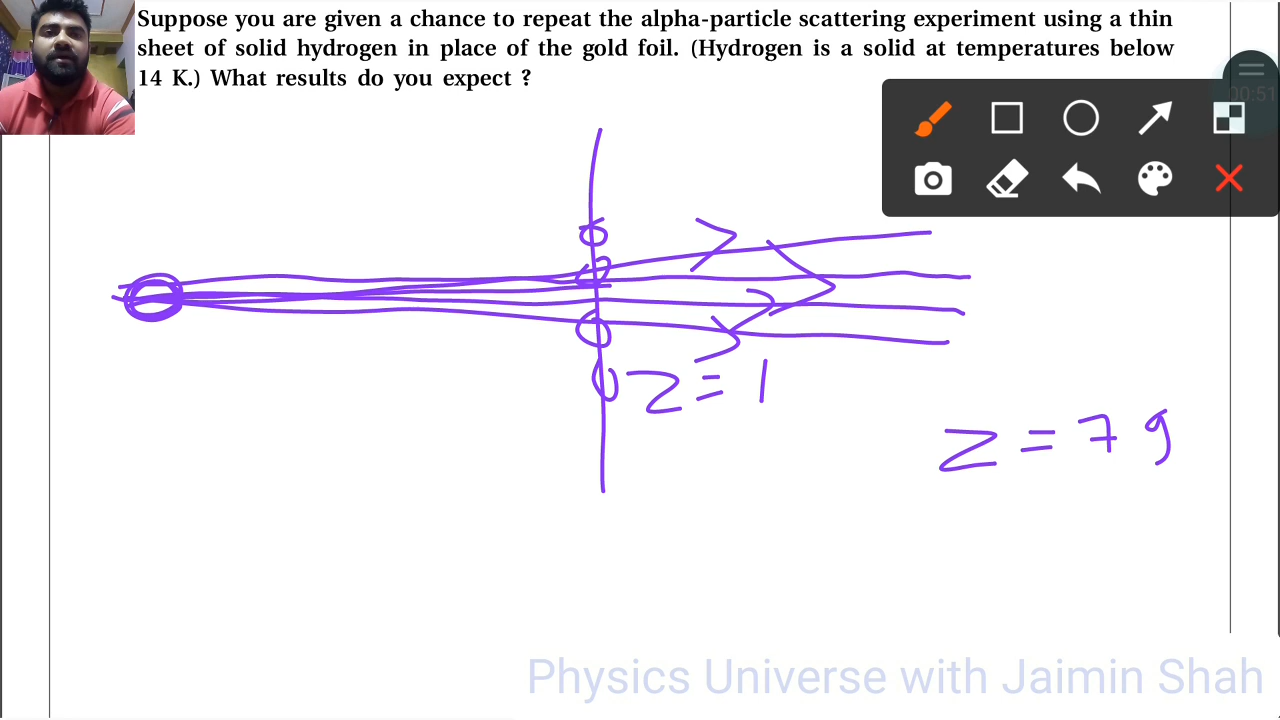 Suppose you are given a chance to repeat the alpha-particle scattering experiment using a thin
sheet of solid hydrogen in place of the gold foil. (Hydrogen is a solid at temperatures below
14 K.) What results do you expect ?
00:51
Z = 1
Z = 79
Physics Universe with Jaimin Shah